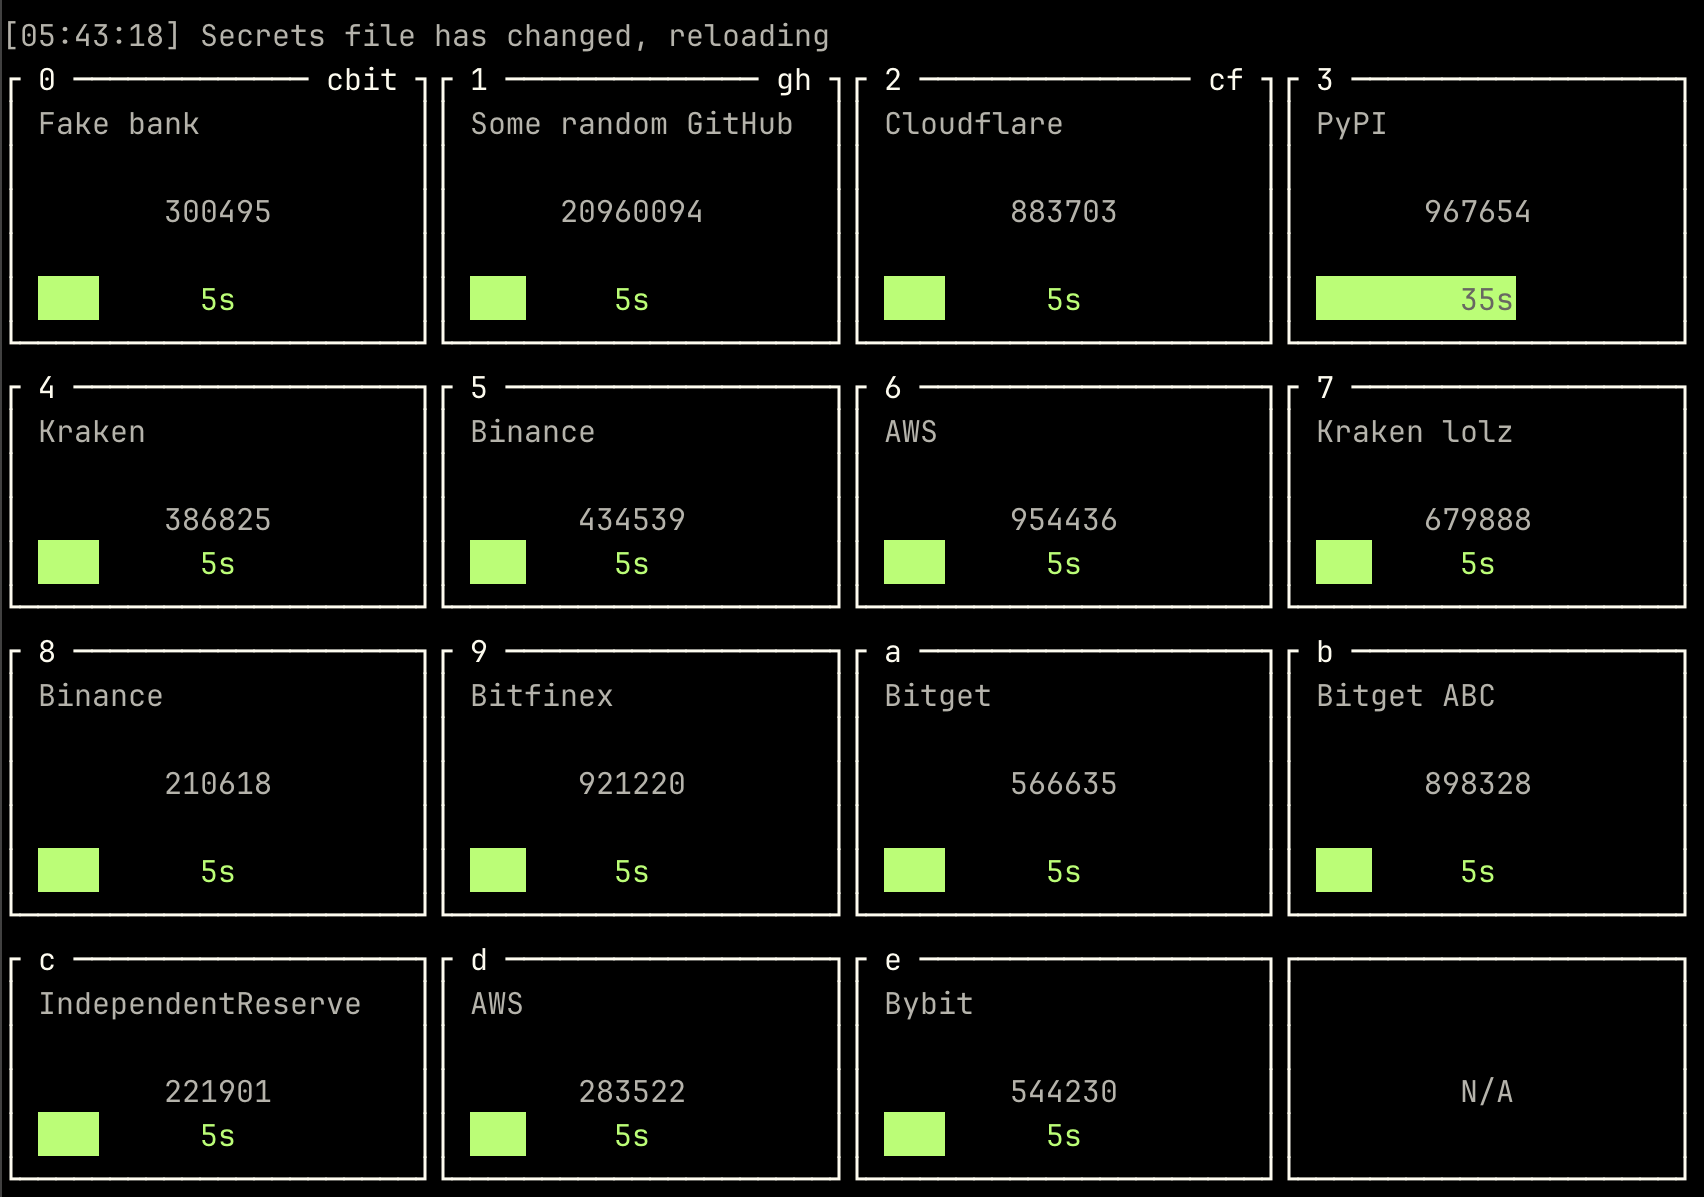 [05:43:18] Secrets file has changed, reloading
0 cbit 1 gh 2 cf 3
Fake bank Some random GitHub Cloudflare PyPI
300495 20960094 883703 967654
5s 5s 5s 35s
4 5 6 7
Kraken Binance AWS Kraken lolz
386825 434539 954436 679888
5s 5s 5s 5s
8 9 a b
Binance Bitfinex Bitget Bitget ABC
210618 921220 566635 898328
5s 5s 5s 5s
c d e
IndependentReserve AWS Bybit
221901 283522 544230 N/A
5s 5s 5s